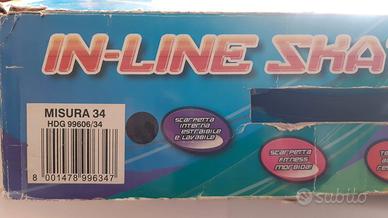 IN-LINE SKA
MISURA 34
HDG 99606/34
8 001478 996347
SCARPETTA
INTERNA
ESTRAIBILE
E LAVABILE
SCARPETTA
FITNESS
MORBIDA
subito